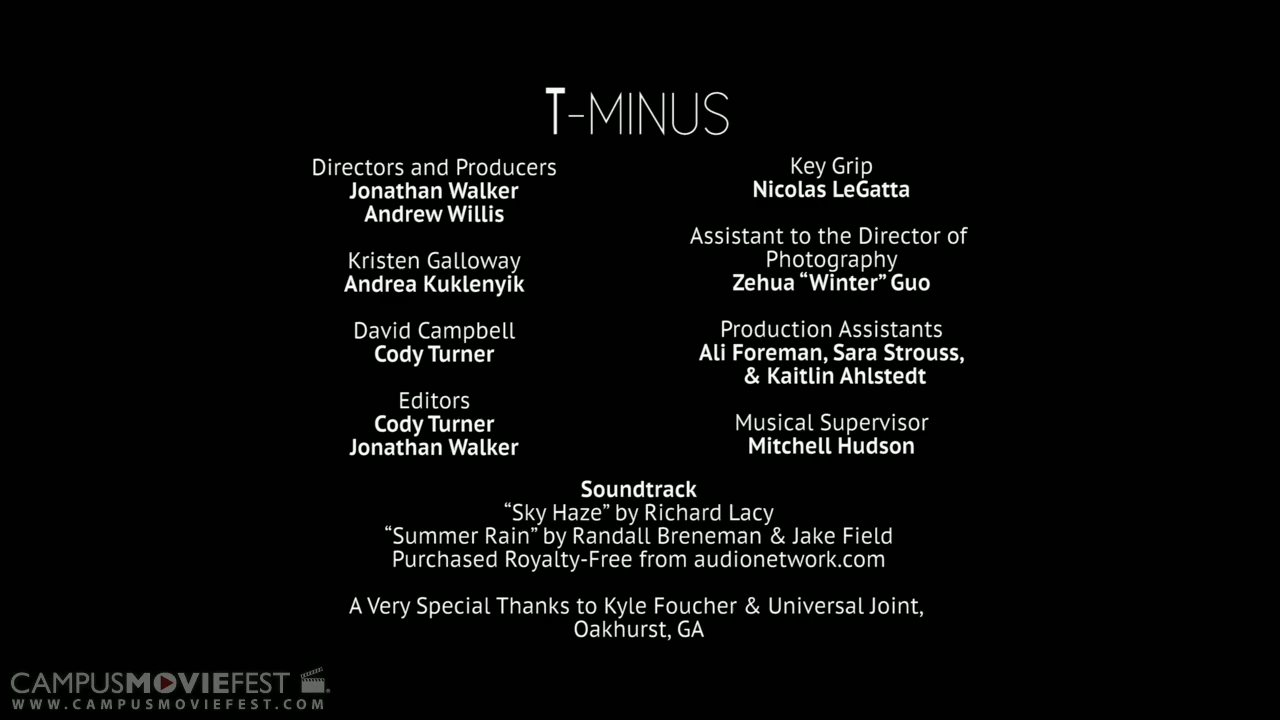 T-MINUS
Directors and Producers
Jonathan Walker
Andrew Willis
Kristen Galloway
Andrea Kuklenyik
David Campbell
Cody Turner
Editors
Cody Turner
Jonathan Walker
Key Grip
Nicolas LeGatta
Assistant to the Director of
Photography
Zehua “Winter” Guo
Production Assistants
Ali Foreman, Sara Strouss,
& Kaitlin Ahlstedt
Musical Supervisor
Mitchell Hudson
Soundtrack
“Sky Haze” by Richard Lacy
“Summer Rain” by Randall Breneman & Jake Field
Purchased Royalty-Free from audionetwork.com
A Very Special Thanks to Kyle Foucher & Universal Joint,
Oakhurst, GA
CAMPUSMOVIEFEST
WWW.CAMPUSMOVIEFEST.COM